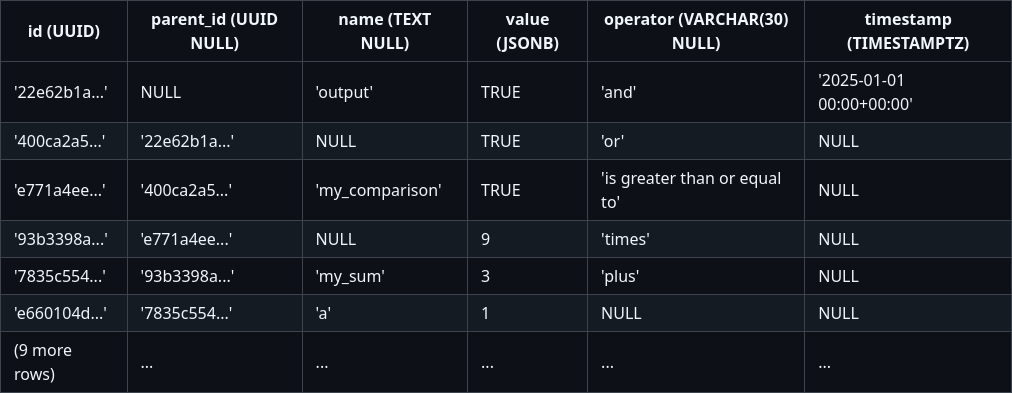 id (UUID)
parent_id (UUID
NULL)
name (TEXT
NULL)
value
(JSONB)
operator (VARCHAR(30)
NULL)
timestamp
(TIMESTAMPTZ)
'22e62b1a...'
NULL
'output'
TRUE
'and'
'2025-01-01
00:00+00:00'
'400ca2a5...'
'22e62b1a...'
NULL
TRUE
'or'
NULL
'e771a4ee...'
'400ca2a5...'
'my_comparison'
TRUE
'is greater than or equal
to'
NULL
'93b3398a...'
'e771a4ee...'
NULL
9
'times'
NULL
'7835c554...'
'93b3398a...'
'my_sum'
3
'plus'
NULL
'e660104d...'
'7835c554...'
'a'
1
NULL
NULL
(9 more
rows)
...
...
...
...
...